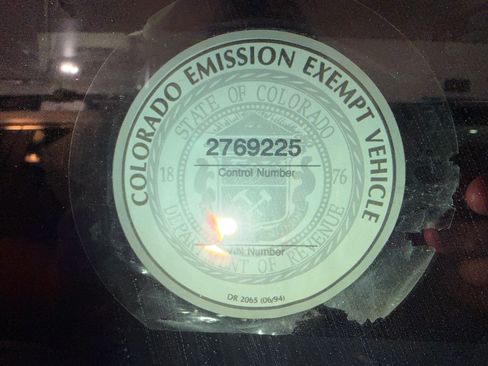 COLORADO EMISSION EXEMPT VEHICLE
STATE OF COLORADO
2769225
Control Number
18 76
VIN Number
DEPARTMENT OF REVENUE
DR 2065 (06/94)